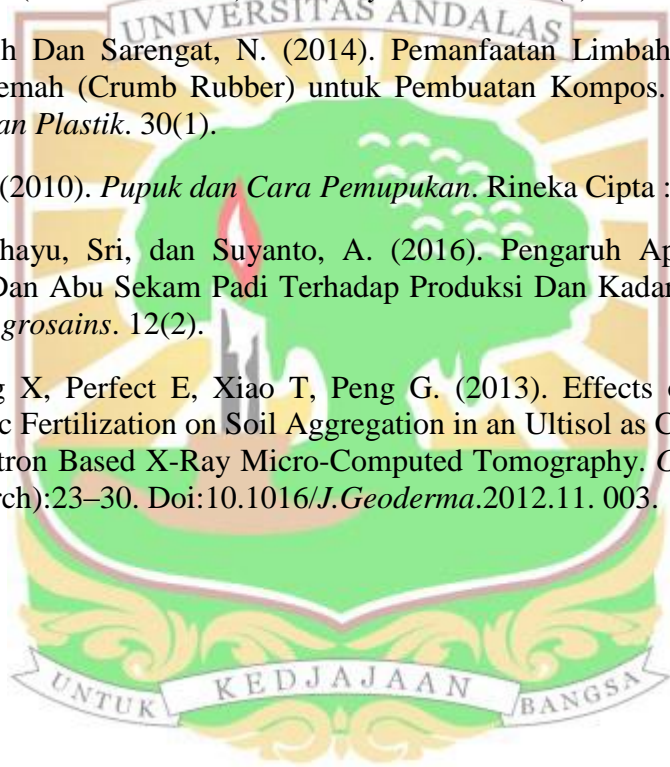 UNIVERSITAS ANDALAS
h Dan Sarengat, N. (2014). Pemanfaatan Limbah
emah (Crumb Rubber) untuk Pembuatan Kompos.
an Plastik. 30(1).
(2010). Pupuk dan Cara Pemupukan. Rineka Cipta :
hayu, Sri, dan Suyanto, A. (2016). Pengaruh Ap
Dan Abu Sekam Padi Terhadap Produksi Dan Kadar
grosains. 12(2).
g X, Perfect E, Xiao T, Peng G. (2013). Effects
c Fertilization on Soil Aggregation in an Ultisol as C
tron Based X-Ray Micro-Computed Tomography.
rch):23–30. Doi:10.1016/J.Geoderma.2012.11. 003.
UNTUK KEDJAJAAN BANGSA